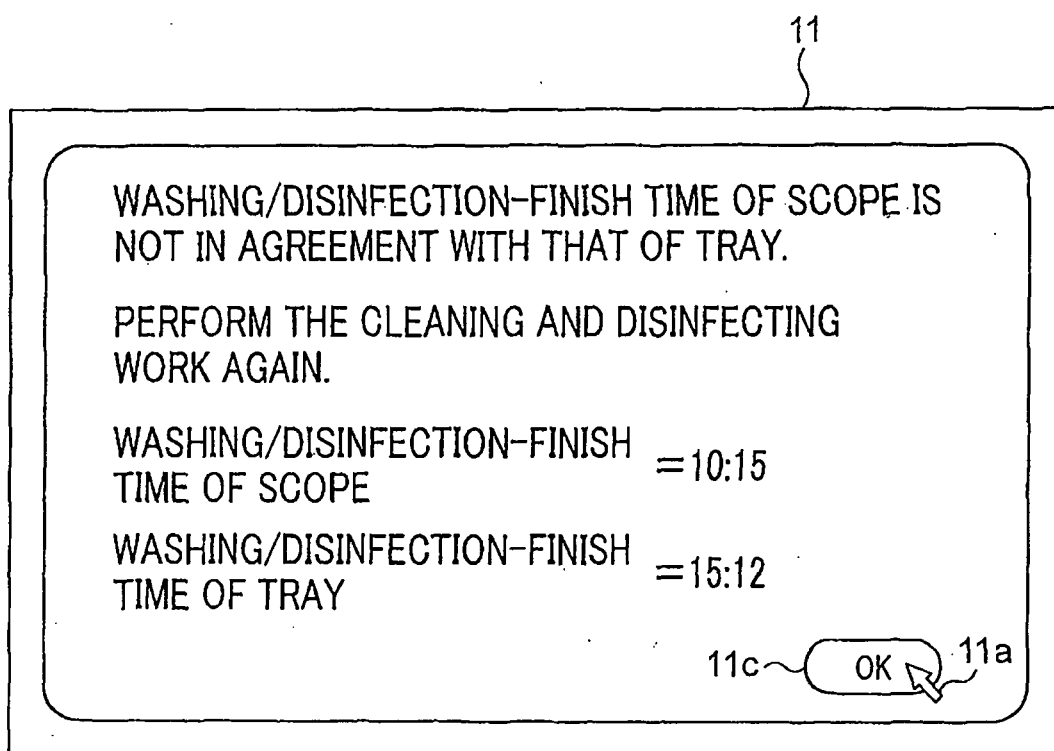 11
WASHING/DISINFECTION-FINISH TIME OF SCOPE IS
NOT IN AGREEMENT WITH THAT OF TRAY.
PERFORM THE CLEANING AND DISINFECTING
WORK AGAIN.
WASHING/DISINFECTION-FINISH
TIME OF SCOPE
=10:15
WASHING/DISINFECTION-FINISH
TIME OF TRAY
=15:12
11c
OK
11a